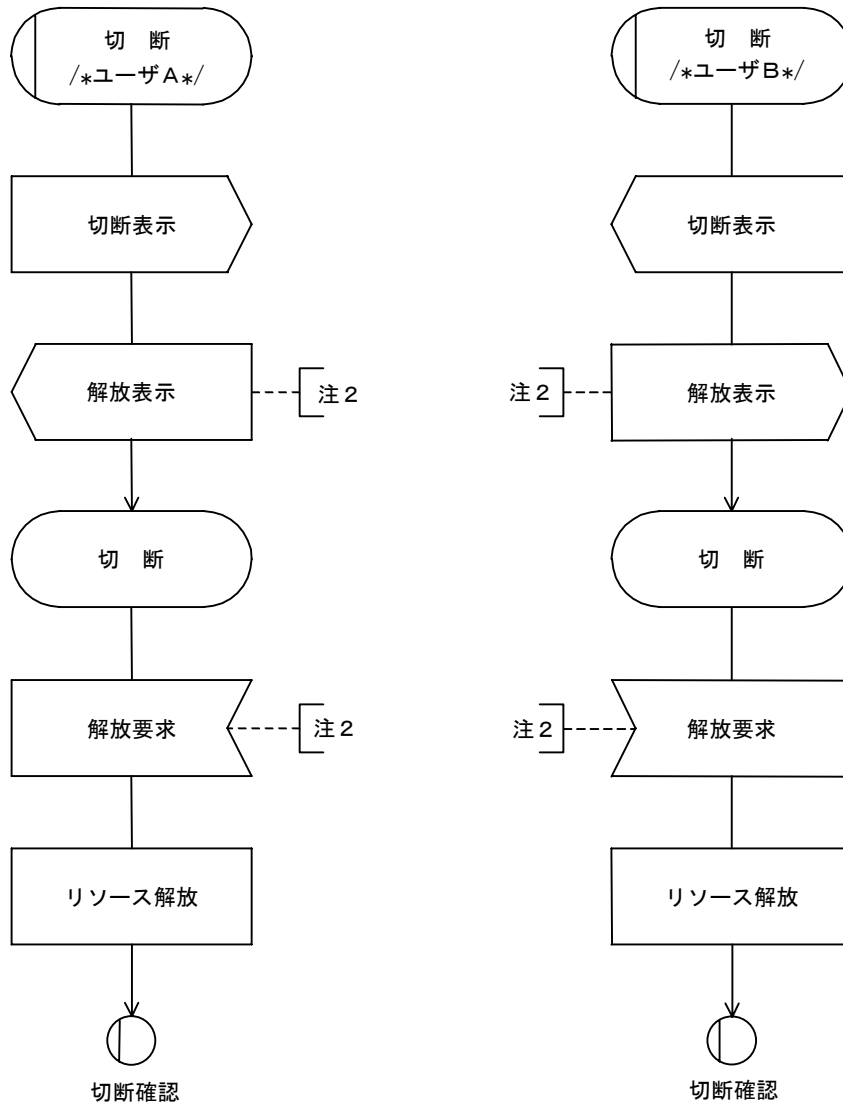 切　断
/*ユーザA*/
切断表示
解放表示
注２
切　断
解放要求
注２
リソース解放
切断確認
切　断
/*ユーザB*/
切断表示
注２
解放表示
切　断
注２
解放要求
リソース解放
切断確認